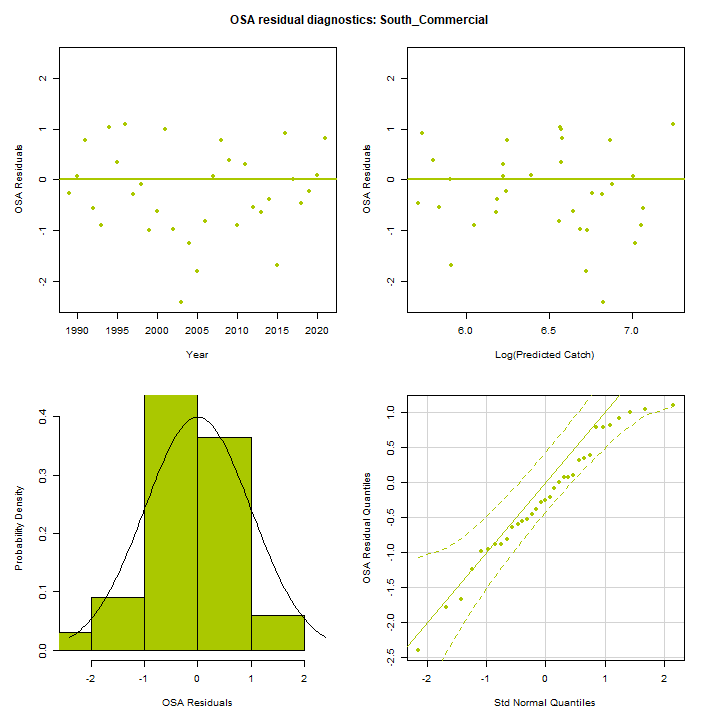 OSA residual diagnostics: South_Commercial
OSA Residuals
2
1
0
-1
-2
1990 1995 2000 2005 2010 2015 2020
Year
OSA Residuals
2
1
0
-1
-2
6.0 6.5 7.0
Log(Predicted Catch)
Probability Density
0.4
0.3
0.2
0.1
0.0
-2 -1 0 1 2
OSA Residuals
OSA Residual Quantiles
1.0
0.5
0.0
-0.5
-1.0
-1.5
-2.0
-2.5
-2 -1 0 1 2
Std Normal Quantiles